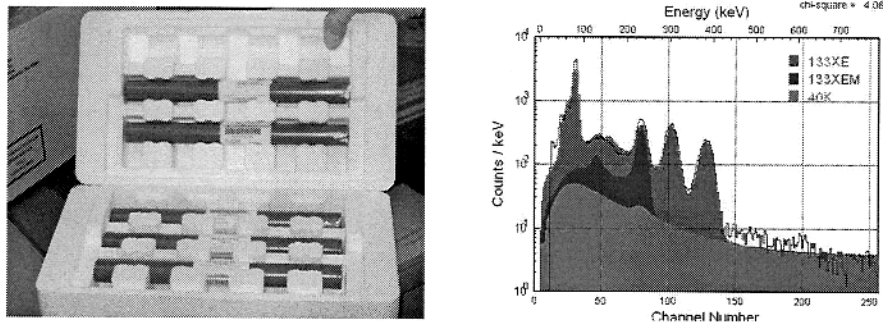 Energy (keV)
chi-square = 4.06
0 100 200 300 400 500 600 700
10⁴
133XE
133XEM
40K
10³
Counts / keV
10²
10¹
10⁰
0 50 100 150 200 250
Channel Number